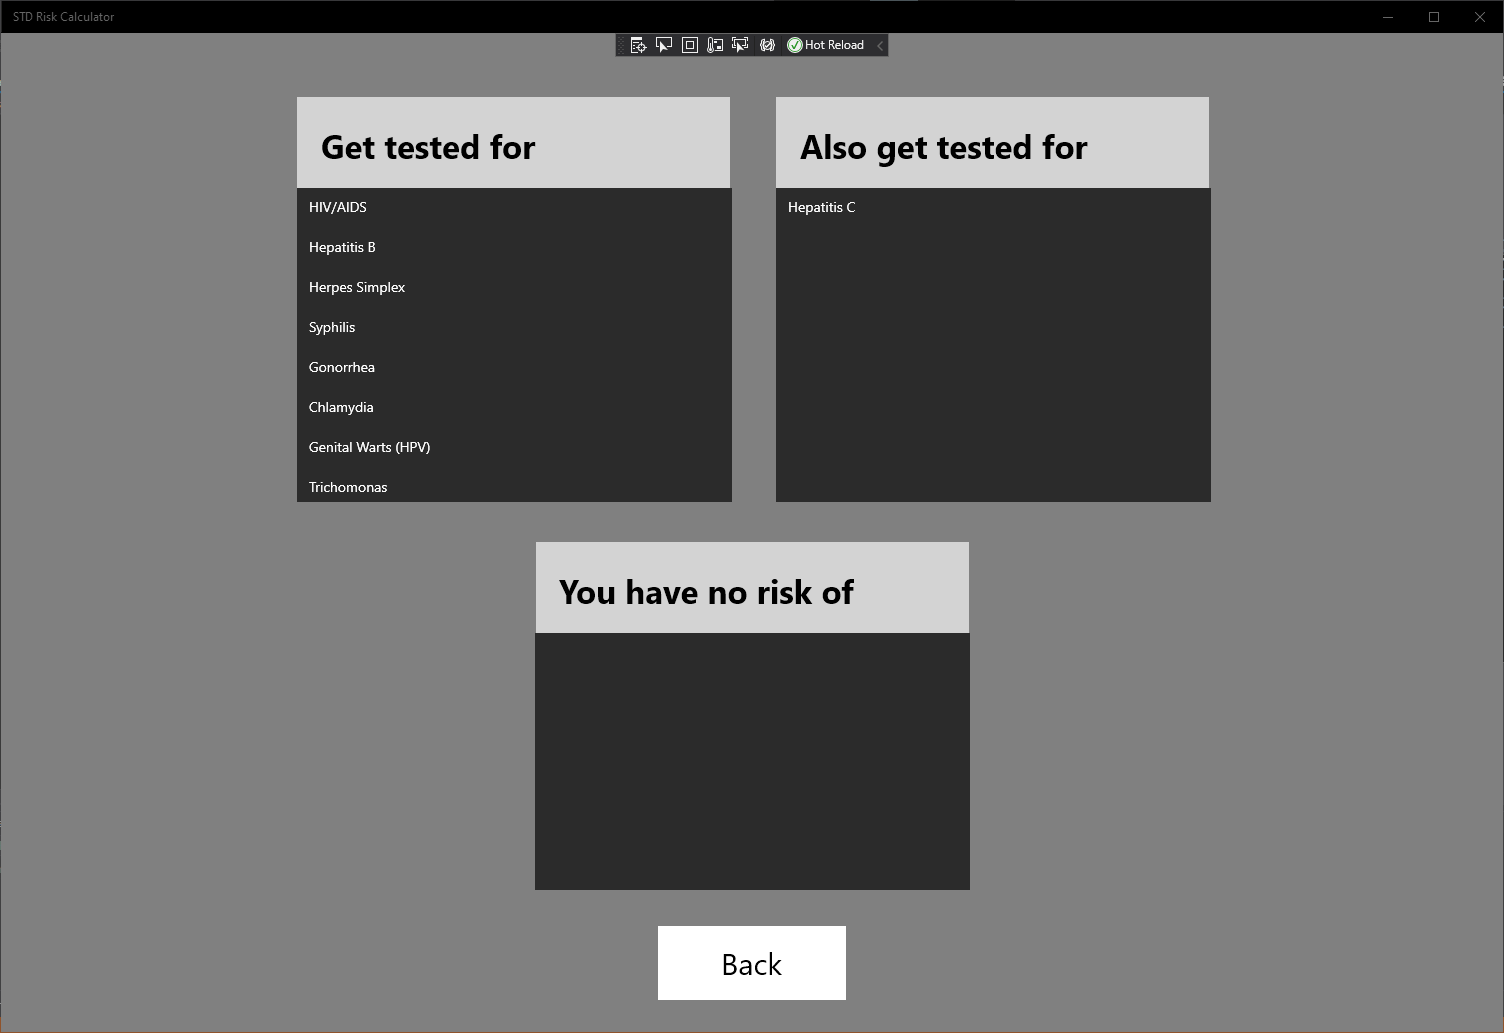 STD Risk Calculator
Hot Reload
Get tested for
HIV/AIDS
Hepatitis B
Herpes Simplex
Syphilis
Gonorrhea
Chlamydia
Genital Warts (HPV)
Trichomonas
Also get tested for
Hepatitis C
You have no risk of
Back